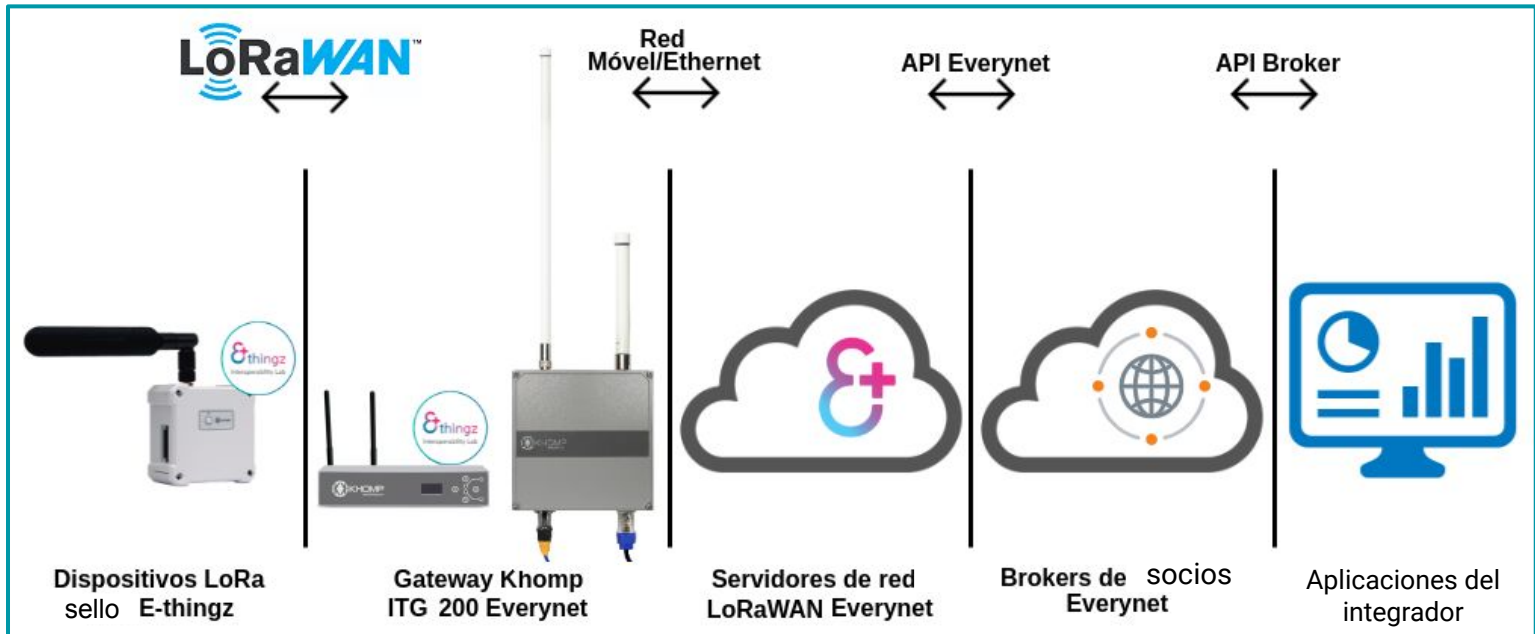 LoRaWAN™
Red
Móvel/Ethernet
API Everynet
API Broker
E+thingz
Interoperability Lab
E+thingz
Interoperability Lab
KHOMP
KHOMP
E+
Dispositivos LoRa
sello E-thingz
Gateway Khomp
ITG 200 Everynet
Servidores de red
LoRaWAN Everynet
Brokers de socios
Everynet
Aplicaciones del
integrador